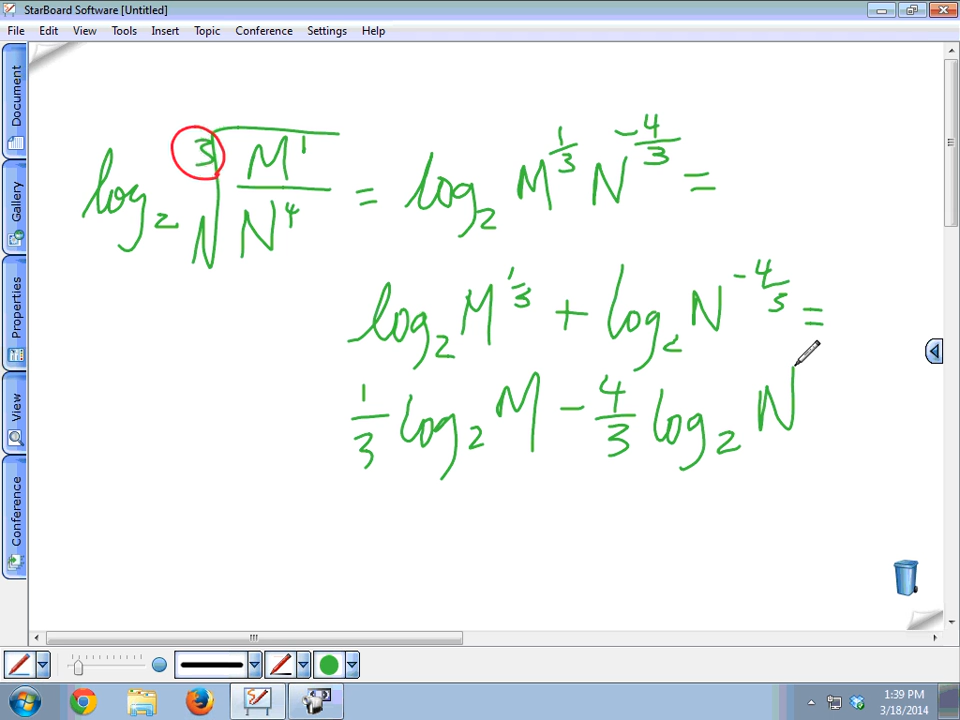 StarBoard Software [Untitled]
File Edit View Tools Insert Topic Conference Settings Help
Document
Gallery
Properties
View
Conference
log₂ ∛(M¹/N⁴) = log₂ M^(1/3) N^(-4/3) =
log₂ M^(1/3) + log₂ N^(-4/3) =
1/3 log₂ M - 4/3 log₂ N
1:39 PM
3/18/2014